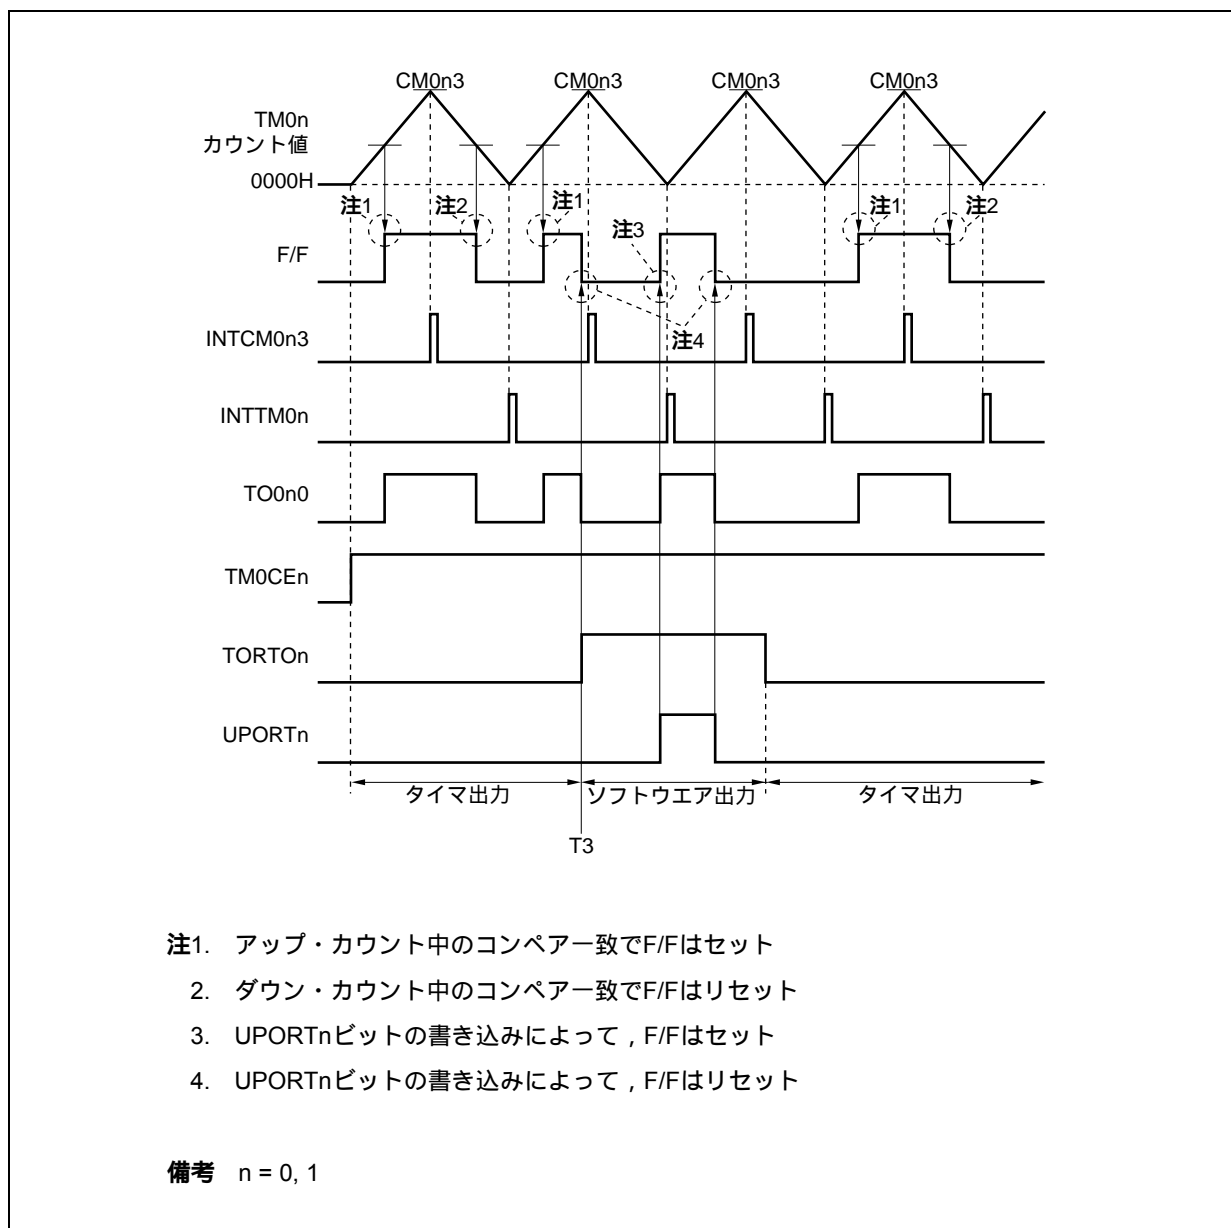 CM0n3 CM0n3 CM0n3 CM0n3
TM0n
カウント値
0000H
注1 注2 注1 注3 注1 注2
F/F
注4
INTCM0n3
INTTM0n
TO0n0
TM0CEn
TORTOn
UPORTn
タイマ出力 ソフトウエア出力 タイマ出力
T3
注1. アップ・カウント中のコンペア一致でF/Fはセット
2. ダウン・カウント中のコンペア一致でF/Fはリセット
3. UPORTnビットの書き込みによって，F/Fはセット
4. UPORTnビットの書き込みによって，F/Fはリセット
備考 n = 0, 1